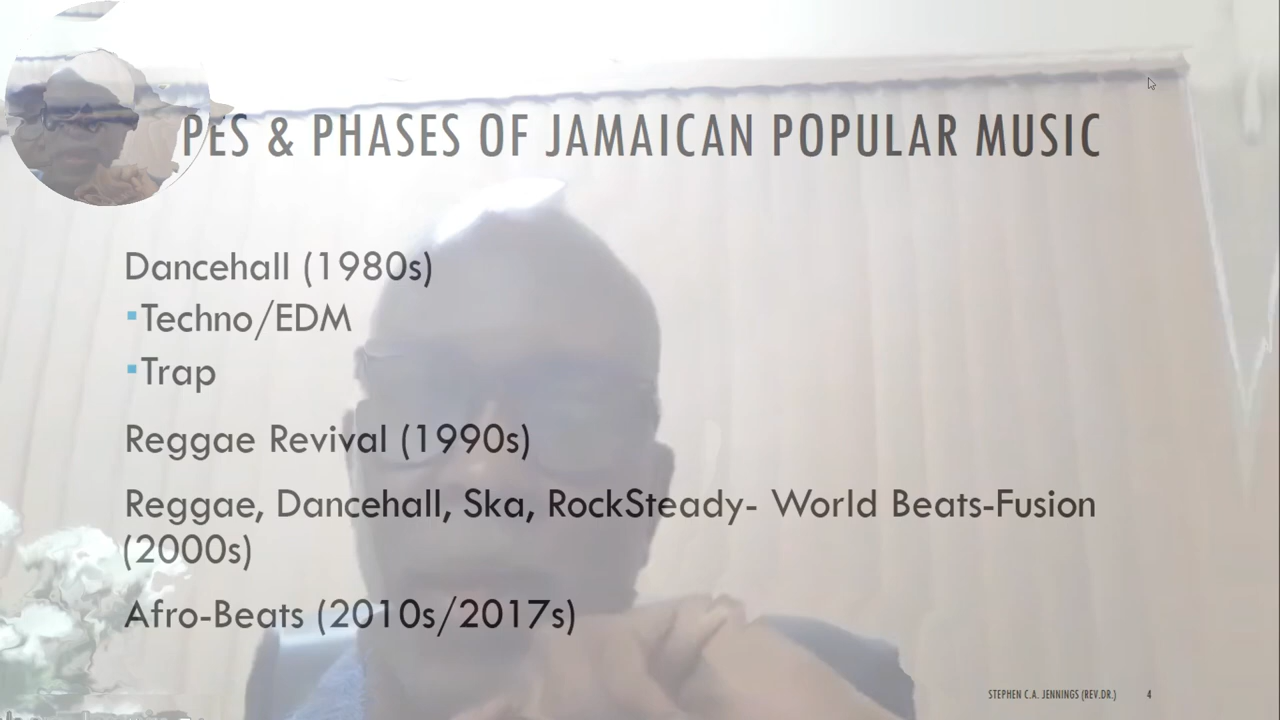 PES & PHASES OF JAMAICAN POPULAR MUSIC
Dancehall (1980s)
▪Techno/EDM
▪Trap
Reggae Revival (1990s)
Reggae, Dancehall, Ska, RockSteady- World Beats-Fusion
(2000s)
Afro-Beats (2010s/2017s)
STEPHEN C.A. JENNINGS (REV.DR.) 4